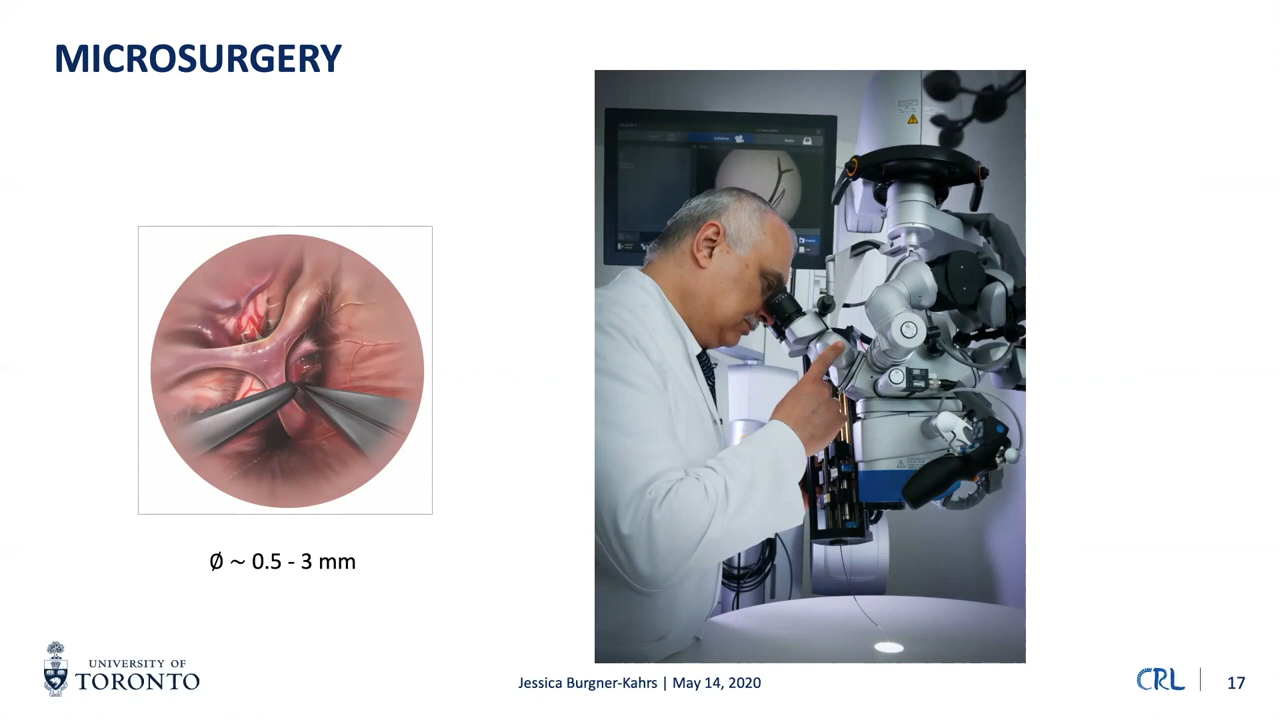 MICROSURGERY
Ø ~ 0.5 - 3 mm
UNIVERSITY OF
TORONTO
Jessica Burgner-Kahrs | May 14, 2020
CRL
17